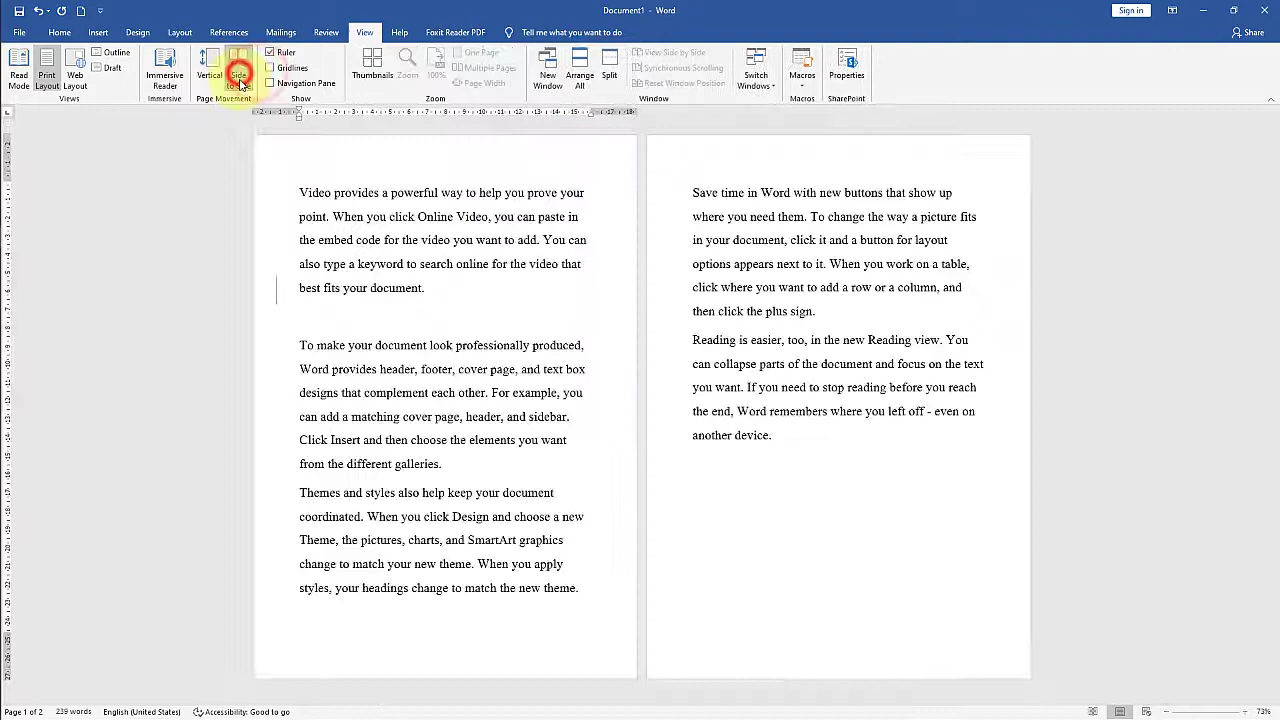 Document1 - Word
Sign in
File Home Insert Design Layout References Mailings Review View Help Foxit Reader PDF Tell me what you want to do Share
Read Mode
Print Layout
Web Layout
Outline
Draft
Views
Immersive Reader
Immersive
Vertical
Side
Page Movement
Ruler
Gridlines
Navigation Pane
Show
Thumbnails
Zoom
100%
One Page
Multiple Pages
Page Width
Zoom
New Window
Arrange All
Split
View Side by Side
Synchronous Scrolling
Reset Window Position
Window
Switch Windows
Macros
Macros
Properties
SharePoint
Video provides a powerful way to help you prove your
point. When you click Online Video, you can paste in
the embed code for the video you want to add. You can
also type a keyword to search online for the video that
best fits your document.
To make your document look professionally produced,
Word provides header, footer, cover page, and text box
designs that complement each other. For example, you
can add a matching cover page, header, and sidebar.
Click Insert and then choose the elements you want
from the different galleries.
Themes and styles also help keep your document
coordinated. When you click Design and choose a new
Theme, the pictures, charts, and SmartArt graphics
change to match your new theme. When you apply
styles, your headings change to match the new theme.
Save time in Word with new buttons that show up
where you need them. To change the way a picture fits
in your document, click it and a button for layout
options appears next to it. When you work on a table,
click where you want to add a row or a column, and
then click the plus sign.
Reading is easier, too, in the new Reading view. You
can collapse parts of the document and focus on the text
you want. If you need to stop reading before you reach
the end, Word remembers where you left off - even on
another device.
Page 1 of 2 239 words English (United States) Accessibility: Good to go 73%